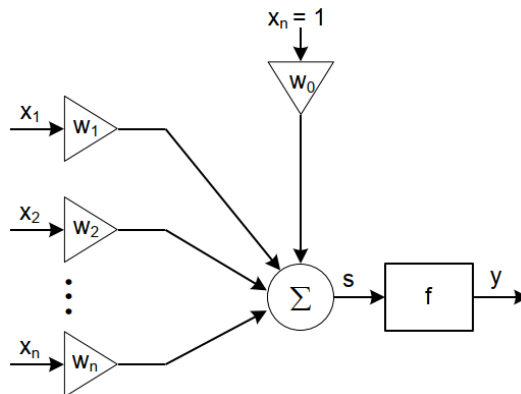 xₙ = 1
w₀
x₁
w₁
x₂
w₂
Σ
s
f
y
xₙ
wₙ